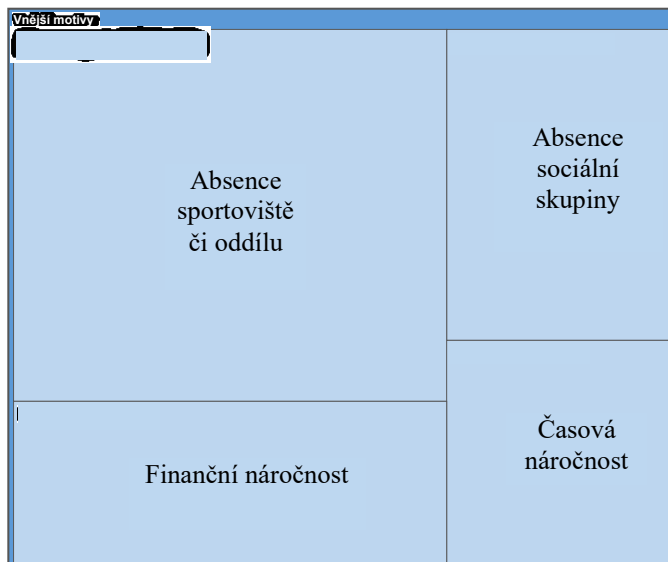 Vnější motivy
Absence
sportoviště
či oddílu
Absence
sociální
skupiny
Finanční náročnost
Časová
náročnost